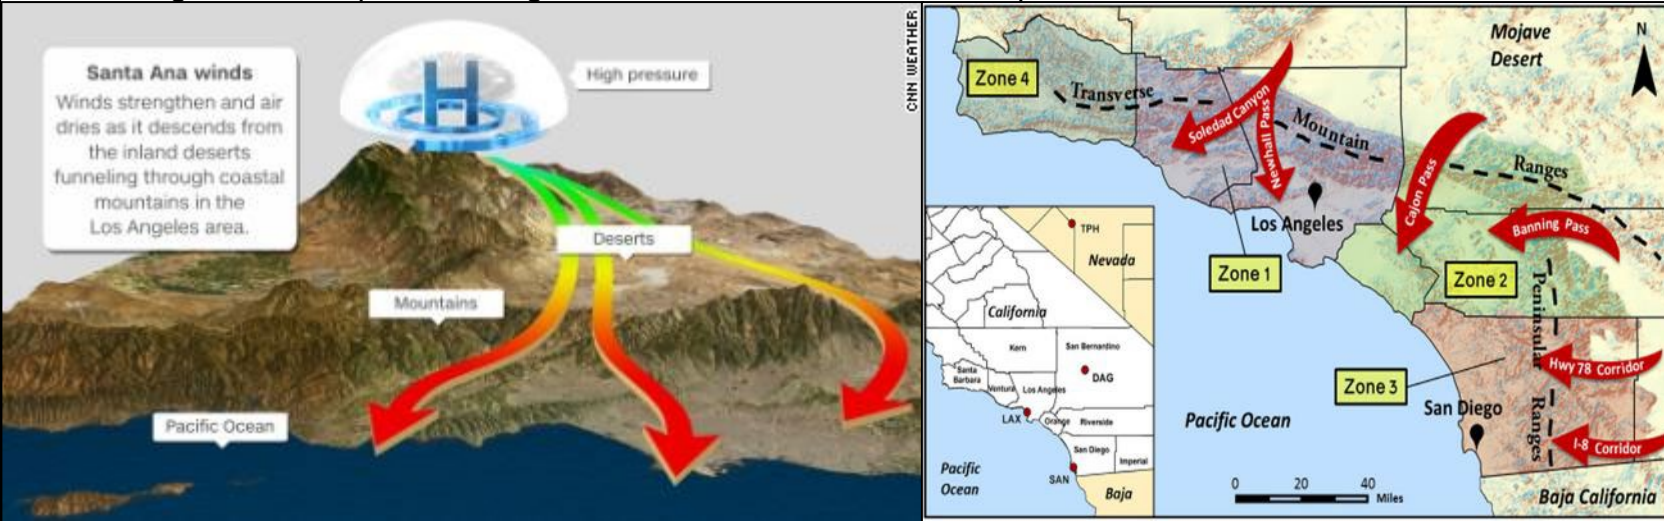 Santa Ana winds
Winds strengthen and air
dries as it descends from
the inland deserts
funneling through coastal
mountains in the
Los Angeles area.
H
High pressure
Deserts
Mountains
Pacific Ocean
CNN WEATHER
Mojave
Desert
N
Zone 4
Transverse
Soledad Canyon
Newhall Pass
Mountain
Cajon Pass
Ranges
Banning Pass
Los Angeles
Zone 1
Zone 2
Peninsular
Ranges
Hwy 78 Corridor
Zone 3
San Diego
I-8 Corridor
Pacific Ocean
0 20 40
Miles
Baja California
TPH
Nevada
California
Kern
San Bernardino
Santa
Barbara
Ventura
Los Angeles
DAG
LAX
Orange
Riverside
San Diego
Imperial
SAN
Pacific
Ocean
Baja